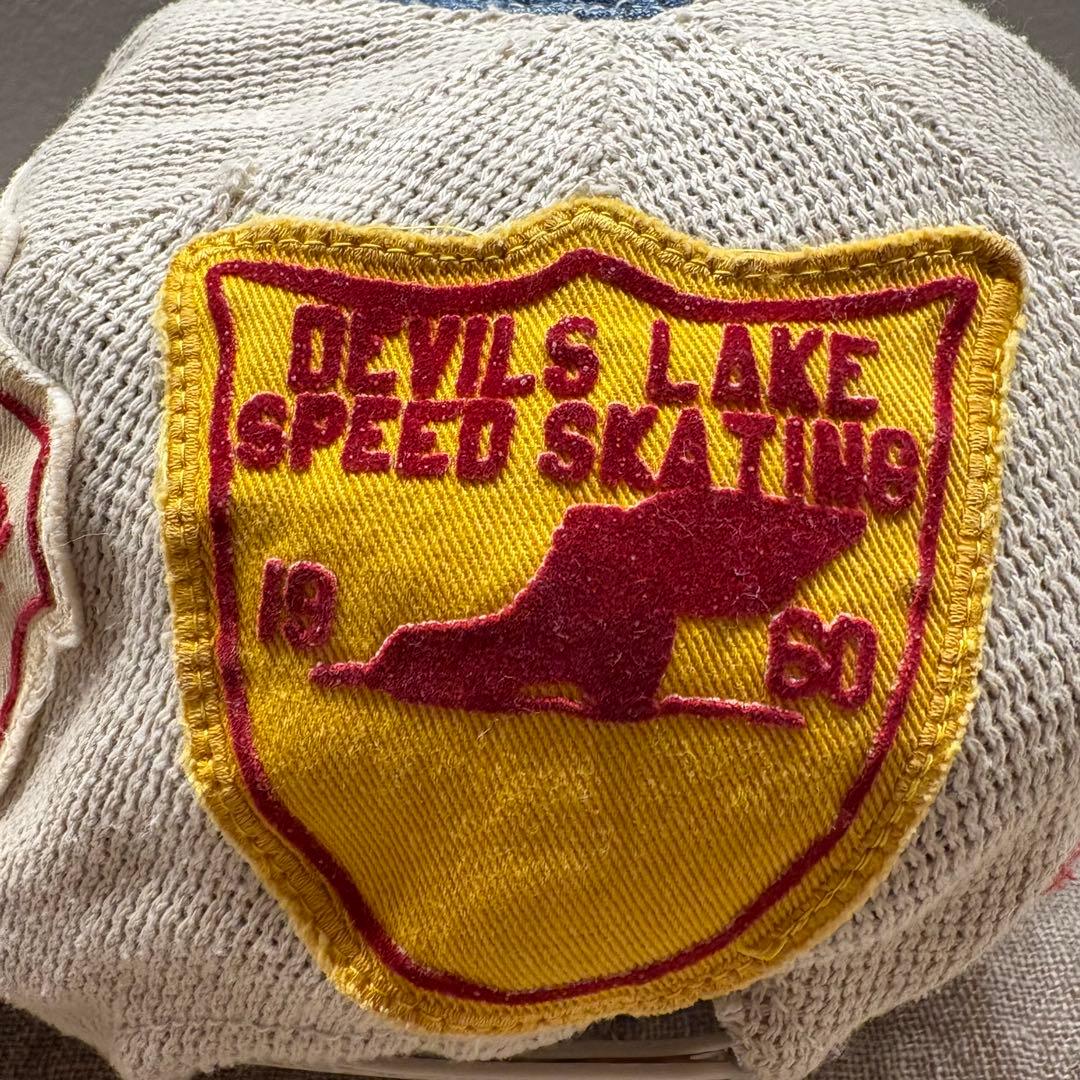 DEVILS LAKE
SPEED SKATING
19 60